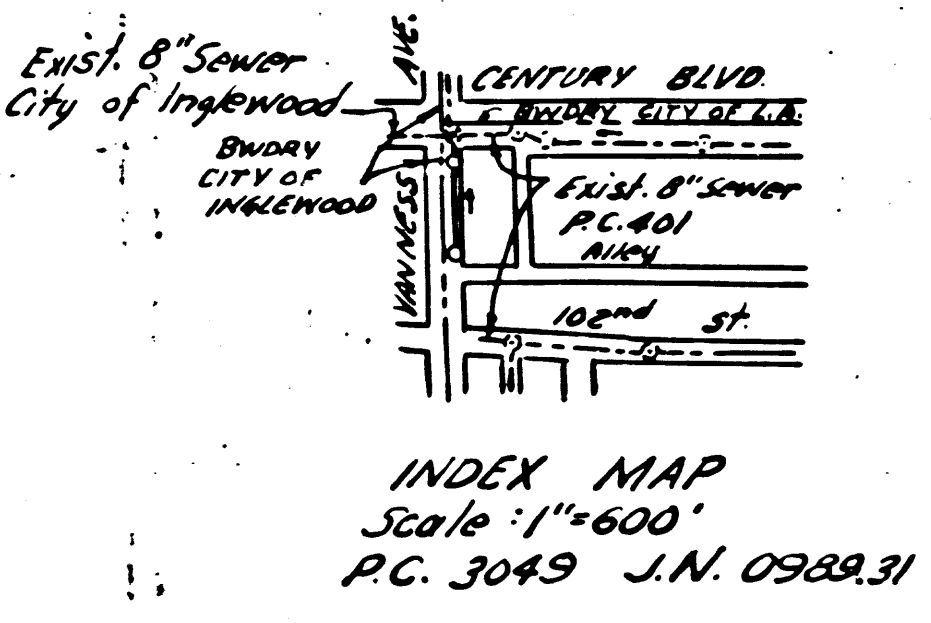 Exist. 8" Sewer
City of Inglewood
AVE.
CENTURY BLVD.
BWDRY CITY OF L.A.
BWDRY
CITY OF
INGLEWOOD
VAN NESS
Exist. 8" Sewer
P.C. 401
Alley
102nd St.
INDEX MAP
Scale : 1"=600'
P.C. 3049 J.N. 0989.31